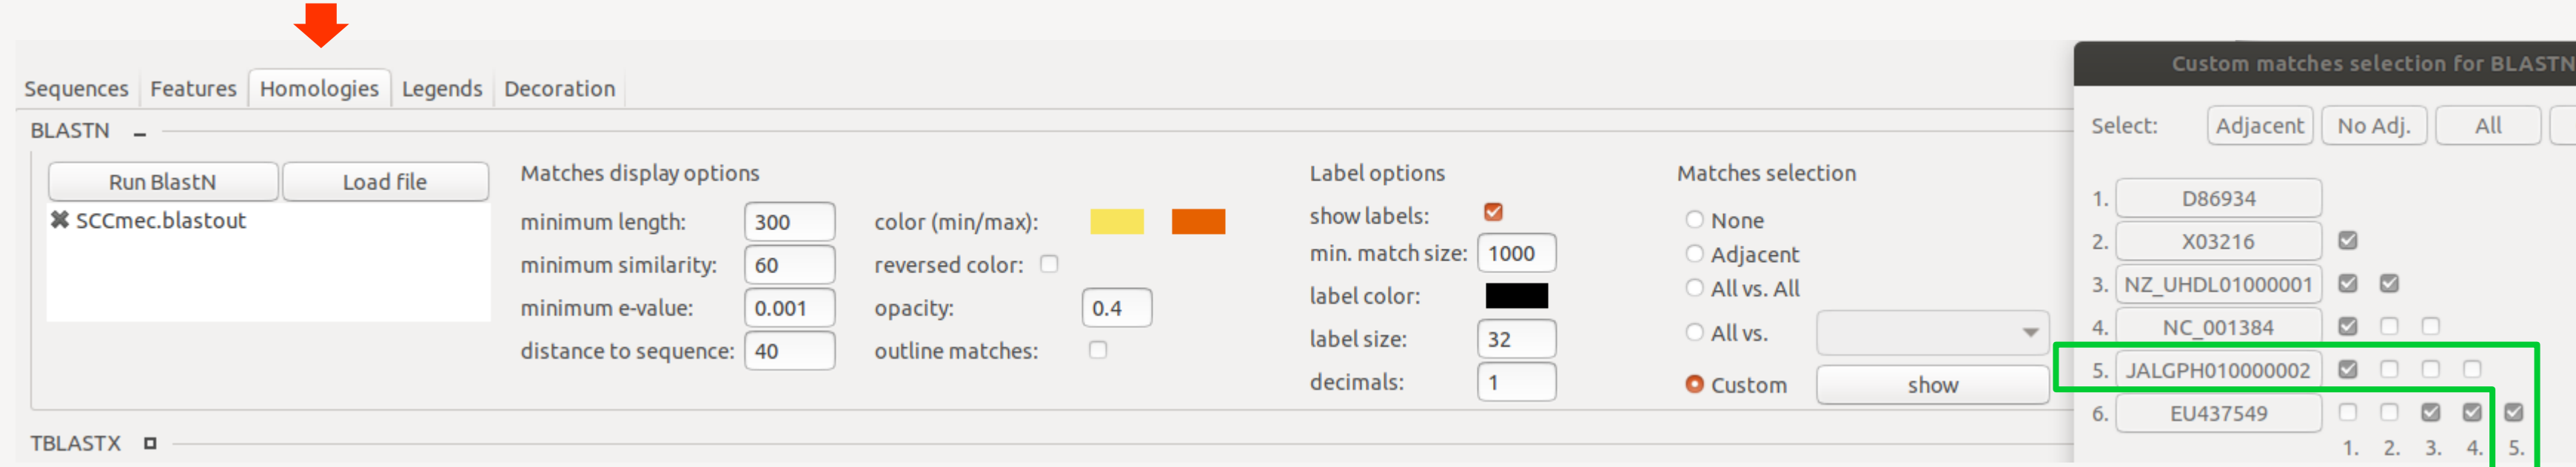 Custom matches selection for BLASTN
Sequences Features Homologies Legends Decoration
BLASTN
Select: Adjacent No Adj. All
Run BlastN Load file
SCCmec.blastout
Matches display options
minimum length: 300
minimum similarity: 60
minimum e-value: 0.001
distance to sequence: 40
color (min/max):
reversed color:
opacity: 0.4
outline matches:
Label options
show labels:
min. match size: 1000
label color:
label size: 32
decimals: 1
Matches selection
None
Adjacent
All vs. All
All vs.
Custom show
1. D86934
2. X03216
3. NZ_UHDL01000001
4. NC_001384
5. JALGPH010000002
6. EU437549
1. 2. 3. 4. 5.
TBLASTX